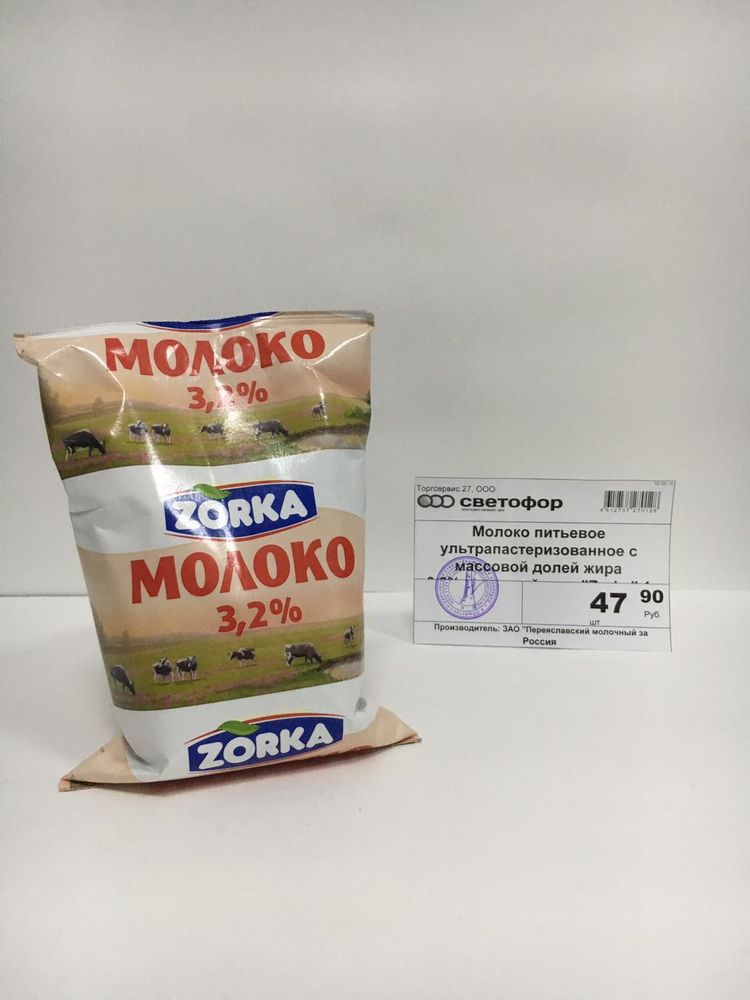 МОЛОКО
3,2%
ZORKA
МОЛОКО
3,2%
ZORKA
Торгсервис 27, ООО
светофор
Молоко питьевое
ультрапастеризованное с
массовой долей жира
47 90
Руб.
шт
Производитель: ЗАО "Переяславский молочный за
Россия